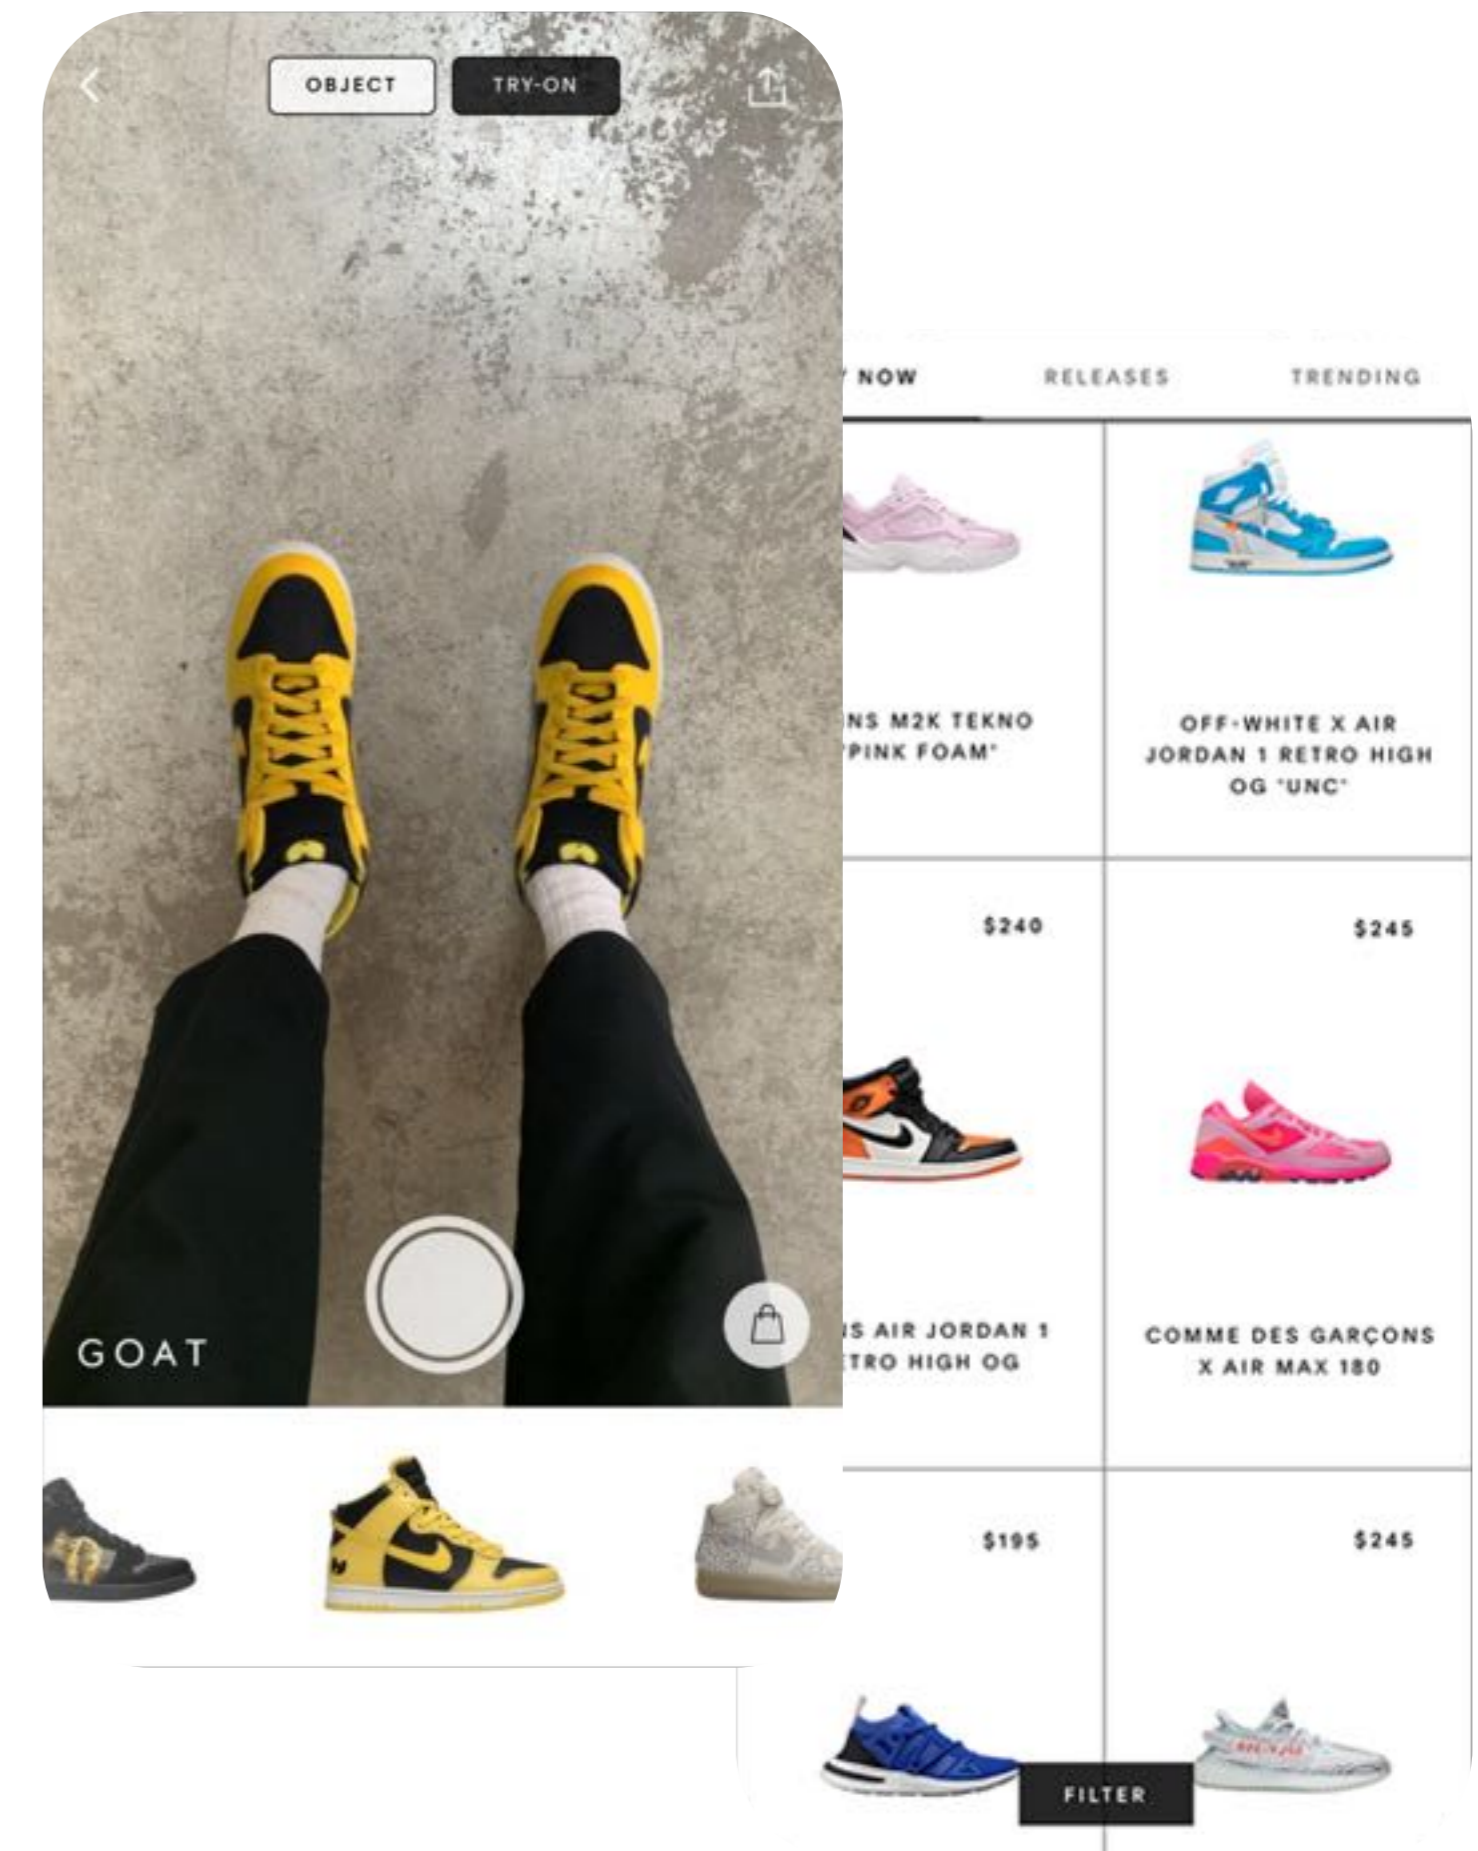 OBJECT
TRY-ON
GOAT
NOW
RELEASES
TRENDING
M2K TEKNO
"PINK FOAM"
OFF-WHITE X AIR
JORDAN 1 RETRO HIGH
OG "UNC"
$240
$245
AIR JORDAN 1
HIGH OG
COMME DES GARÇONS
X AIR MAX 180
$195
$245
FILTER